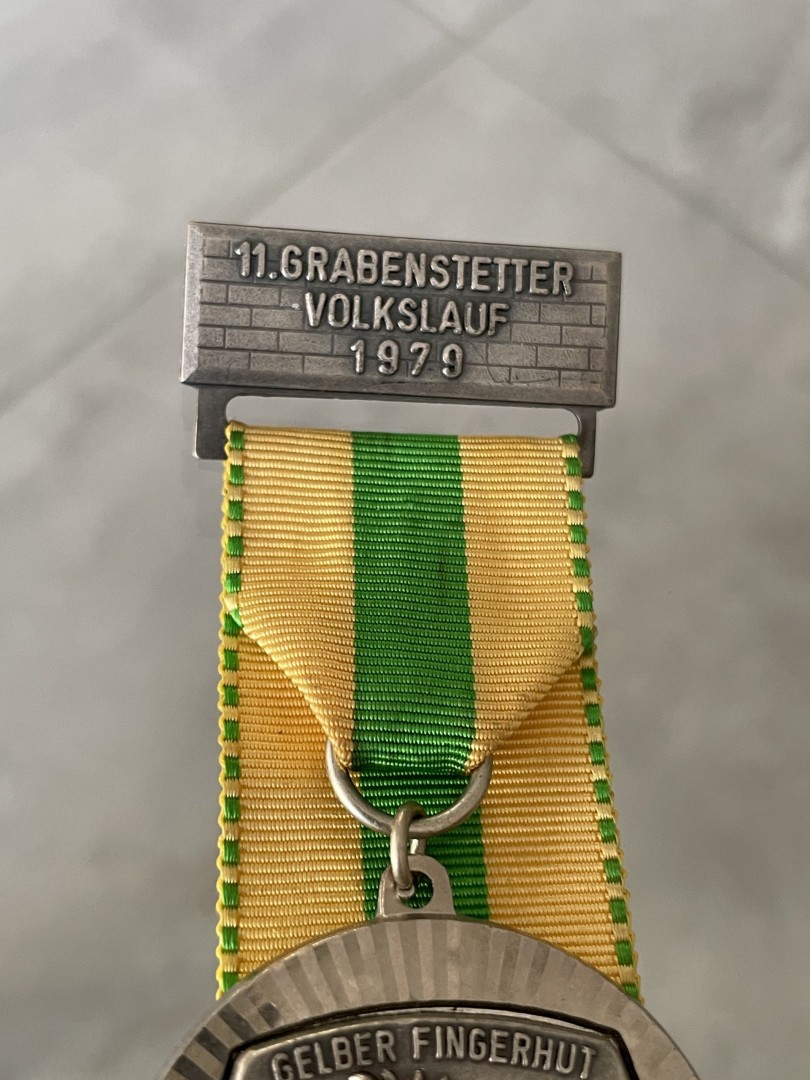 11.GRABENSTETTER
VOLKSLAUF
1979
GELBER FINGERHUT